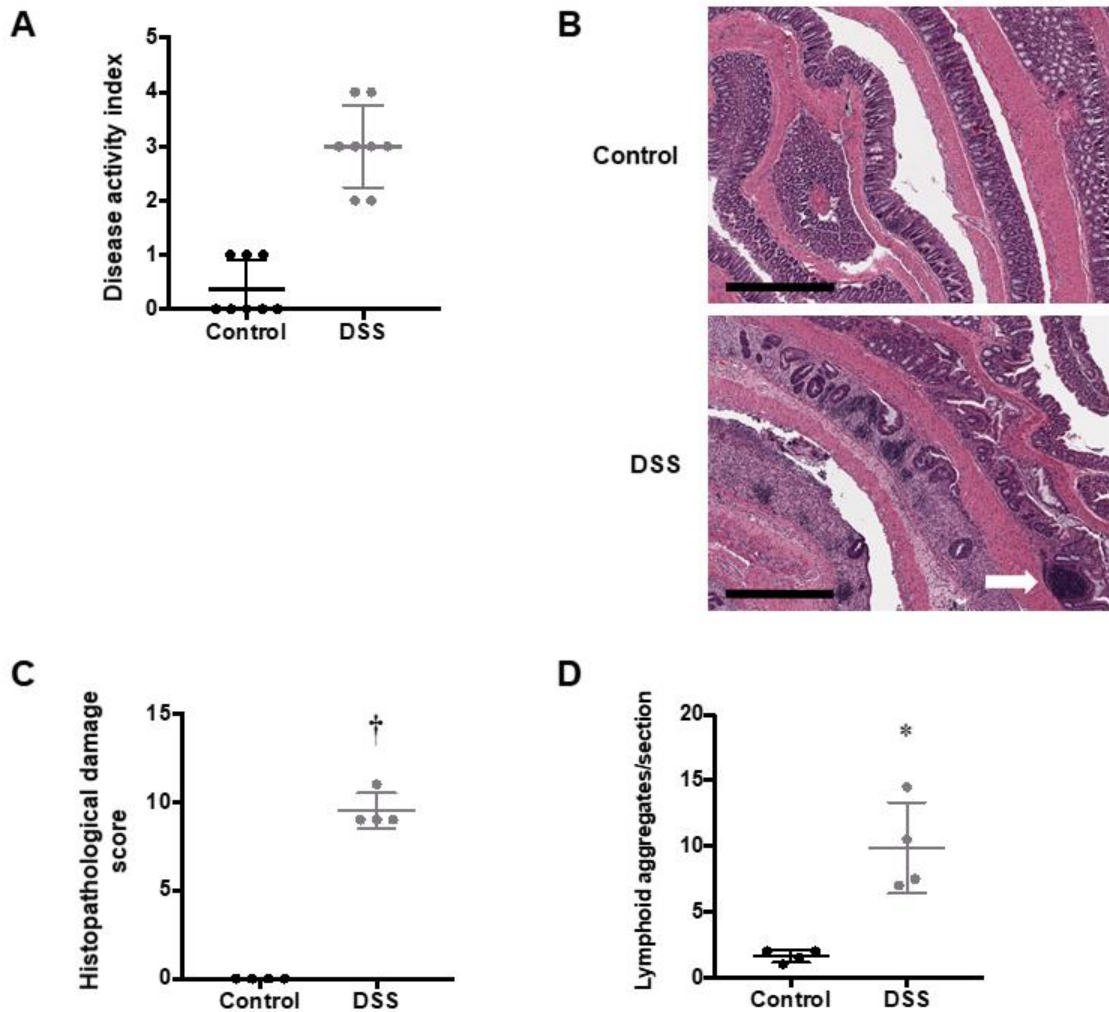 A
Disease activity index
5
4
3
2
1
0
Control
DSS
B
Control
DSS
C
Histopathological damage
score
15
10
5
0
†
Control
DSS
D
Lymphoid aggregates/section
20
15
10
5
0
*
Control
DSS